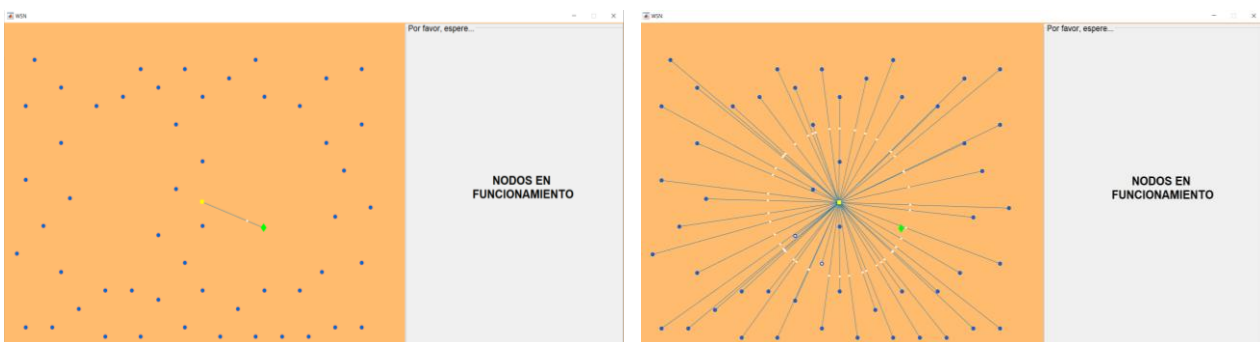 WSN
Por favor, espere...
NODOS EN
FUNCIONAMIENTO
WSN
Por favor, espere...
NODOS EN
FUNCIONAMIENTO